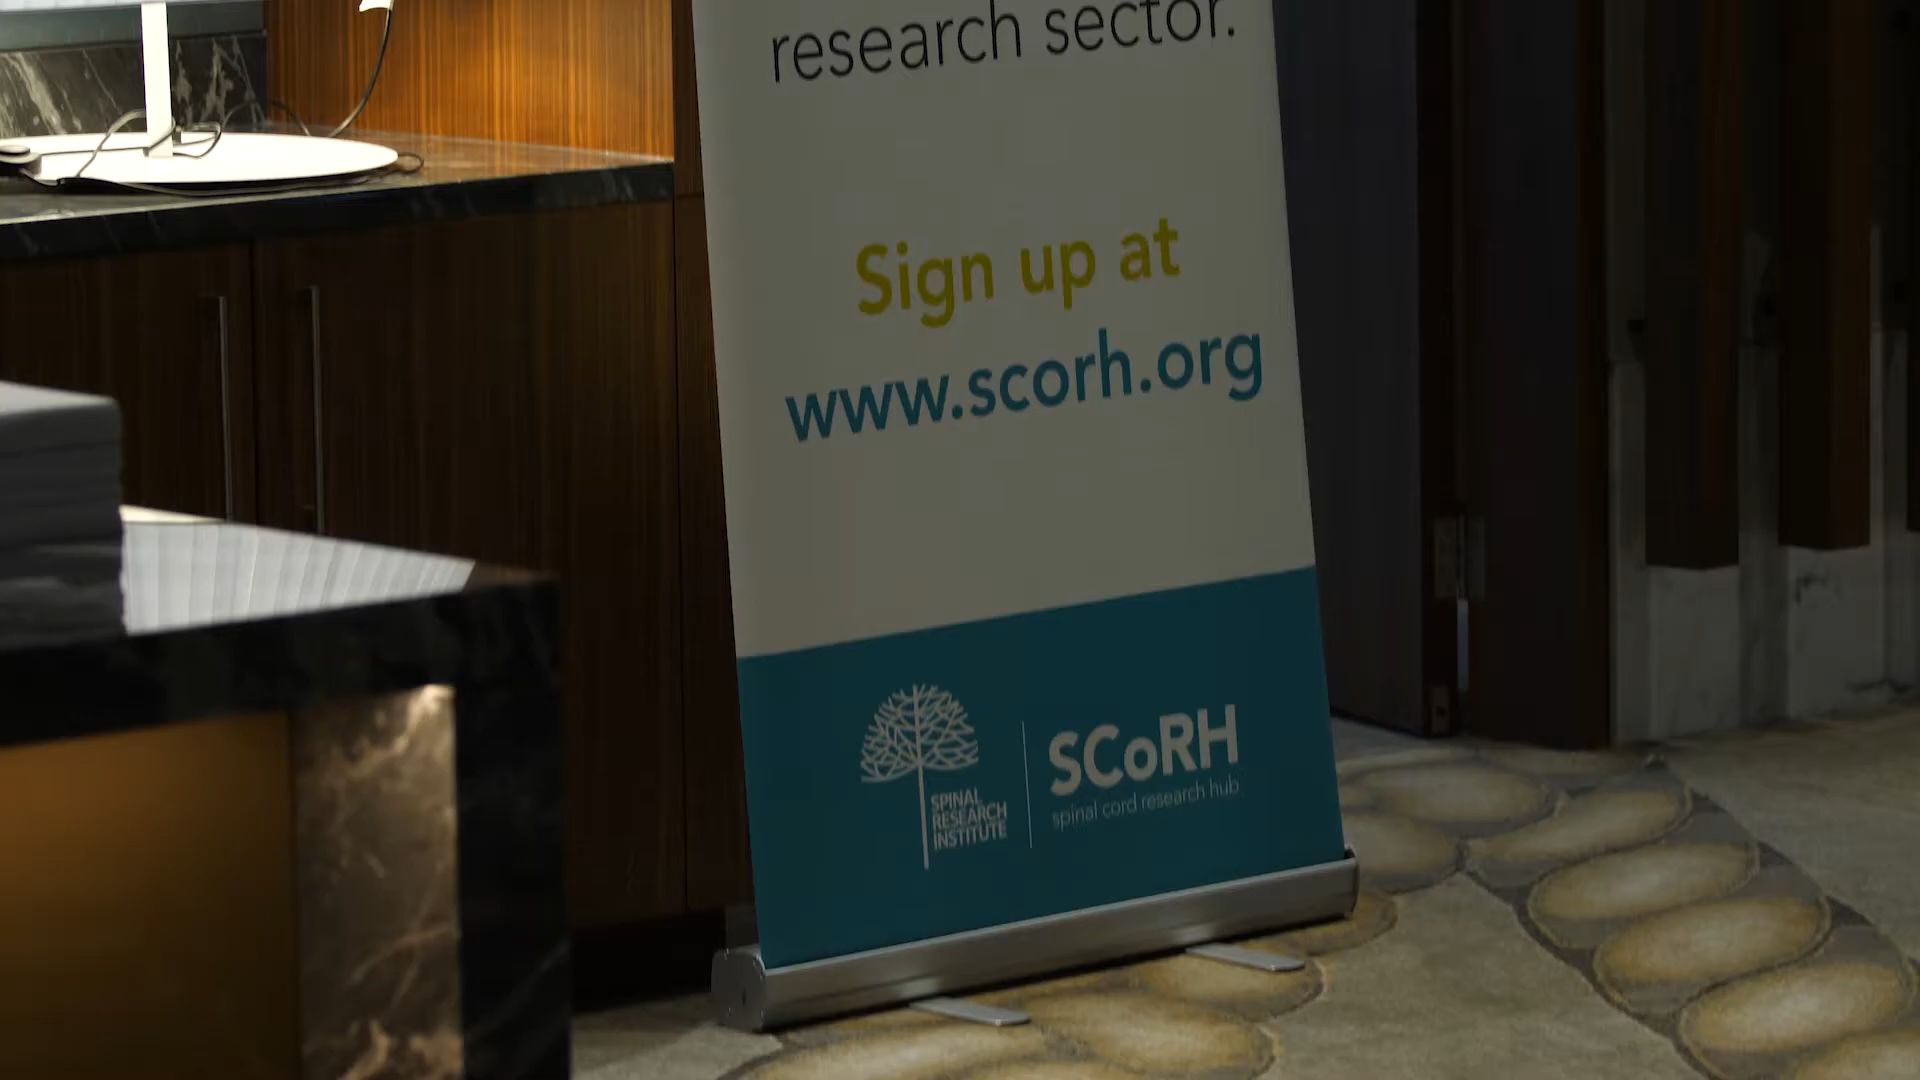 research sector.
Sign up at
www.scorh.org
SPINAL
RESEARCH
INSTITUTE
SCoRH
spinal cord research hub